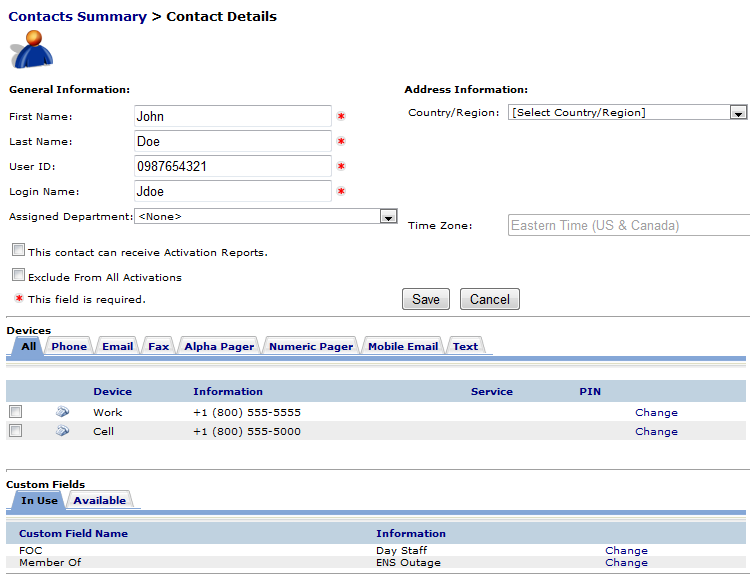 Contacts Summary > Contact Details
General Information:
Address Information:
First Name: John *
Country/Region: [Select Country/Region]
Last Name: Doe *
User ID: 0987654321 *
Login Name: Jdoe *
Assigned Department: <None>
Time Zone: Eastern Time (US & Canada)
This contact can receive Activation Reports.
Exclude From All Activations
* This field is required.
Save Cancel
Devices
All Phone Email Fax Alpha Pager Numeric Pager Mobile Email Text
Device Information Service PIN
Work +1 (800) 555-5555 Change
Cell +1 (800) 555-5000 Change
Custom Fields
In Use Available
Custom Field Name Information
FOC Day Staff Change
Member Of ENS Outage Change